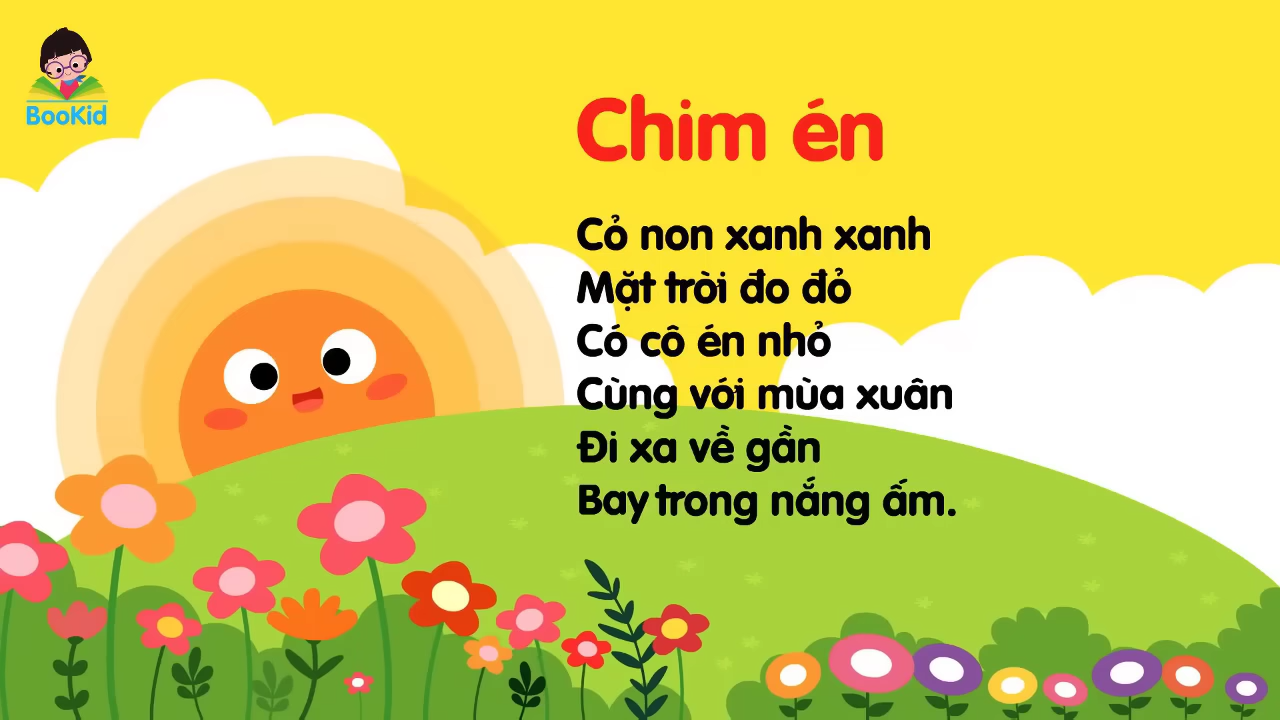 BooKid
Chim én
Cỏ non xanh xanh
Mặt trời đo đỏ
Có cô én nhỏ
Cùng với mùa xuân
Đi xa về gần
Bay trong nắng ấm.